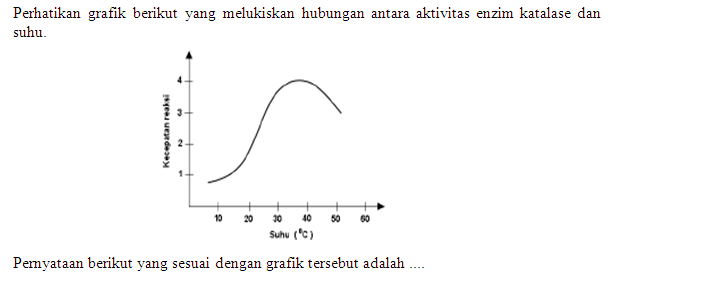 Perhatikan grafik berikut yang melukiskan hubungan antara aktivitas enzim katalase dan
suhu.
4
3
2
1
Kecepatan reaksi
10 20 30 40 50 60
Suhu (°C)
Pernyataan berikut yang sesuai dengan grafik tersebut adalah ....